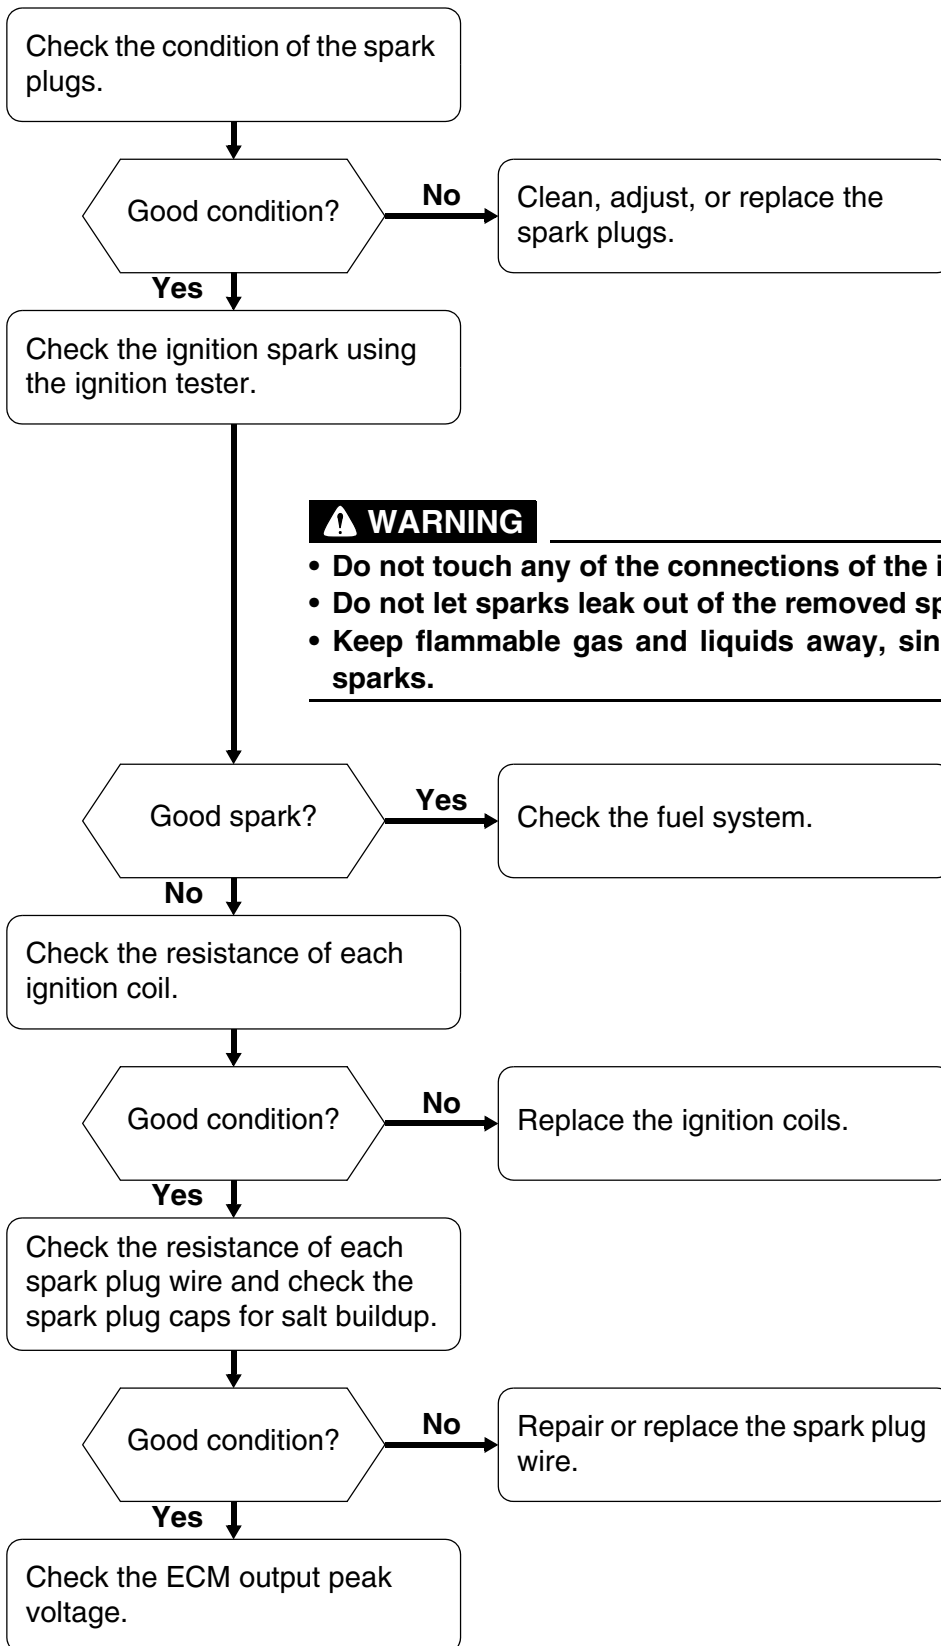 Check the condition of the spark
plugs.
Good condition?
No
Clean, adjust, or replace the
spark plugs.
Yes
Check the ignition spark using
the ignition tester.
WARNING
• Do not touch any of the connections of the
• Do not let sparks leak out of the removed
• Keep flammable gas and liquids away,
sparks.
Good spark?
Yes
Check the fuel system.
No
Check the resistance of each
ignition coil.
Good condition?
No
Replace the ignition coils.
Yes
Check the resistance of each
spark plug wire and check the
spark plug caps for salt buildup.
Good condition?
No
Repair or replace the spark plug
wire.
Yes
Check the ECM output peak
voltage.